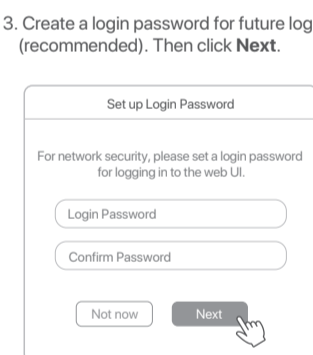 3. Create a login password for future log
(recommended). Then click Next.
Set up Login Password
For network security, please set a login password
for logging in to the web UI.
Login Password
Confirm Password
Not now
Next